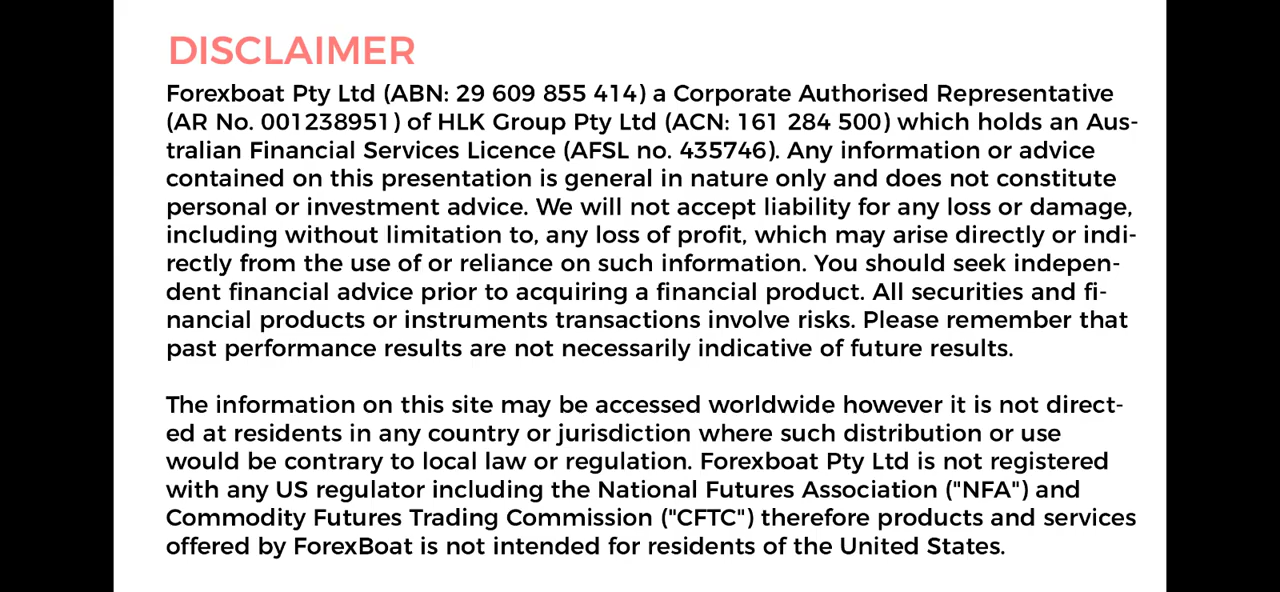 DISCLAIMER
Forexboat Pty Ltd (ABN: 29 609 855 414) a Corporate Authorised Representative
(AR No. 001238951) of HLK Group Pty Ltd (ACN: 161 284 500) which holds an Aus-
tralian Financial Services Licence (AFSL no. 435746). Any information or advice
contained on this presentation is general in nature only and does not constitute
personal or investment advice. We will not accept liability for any loss or damage,
including without limitation to, any loss of profit, which may arise directly or indi-
rectly from the use of or reliance on such information. You should seek indepen-
dent financial advice prior to acquiring a financial product. All securities and fi-
nancial products or instruments transactions involve risks. Please remember that
past performance results are not necessarily indicative of future results.
The information on this site may be accessed worldwide however it is not direct-
ed at residents in any country or jurisdiction where such distribution or use
would be contrary to local law or regulation. Forexboat Pty Ltd is not registered
with any US regulator including the National Futures Association ("NFA") and
Commodity Futures Trading Commission ("CFTC") therefore products and services
offered by ForexBoat is not intended for residents of the United States.